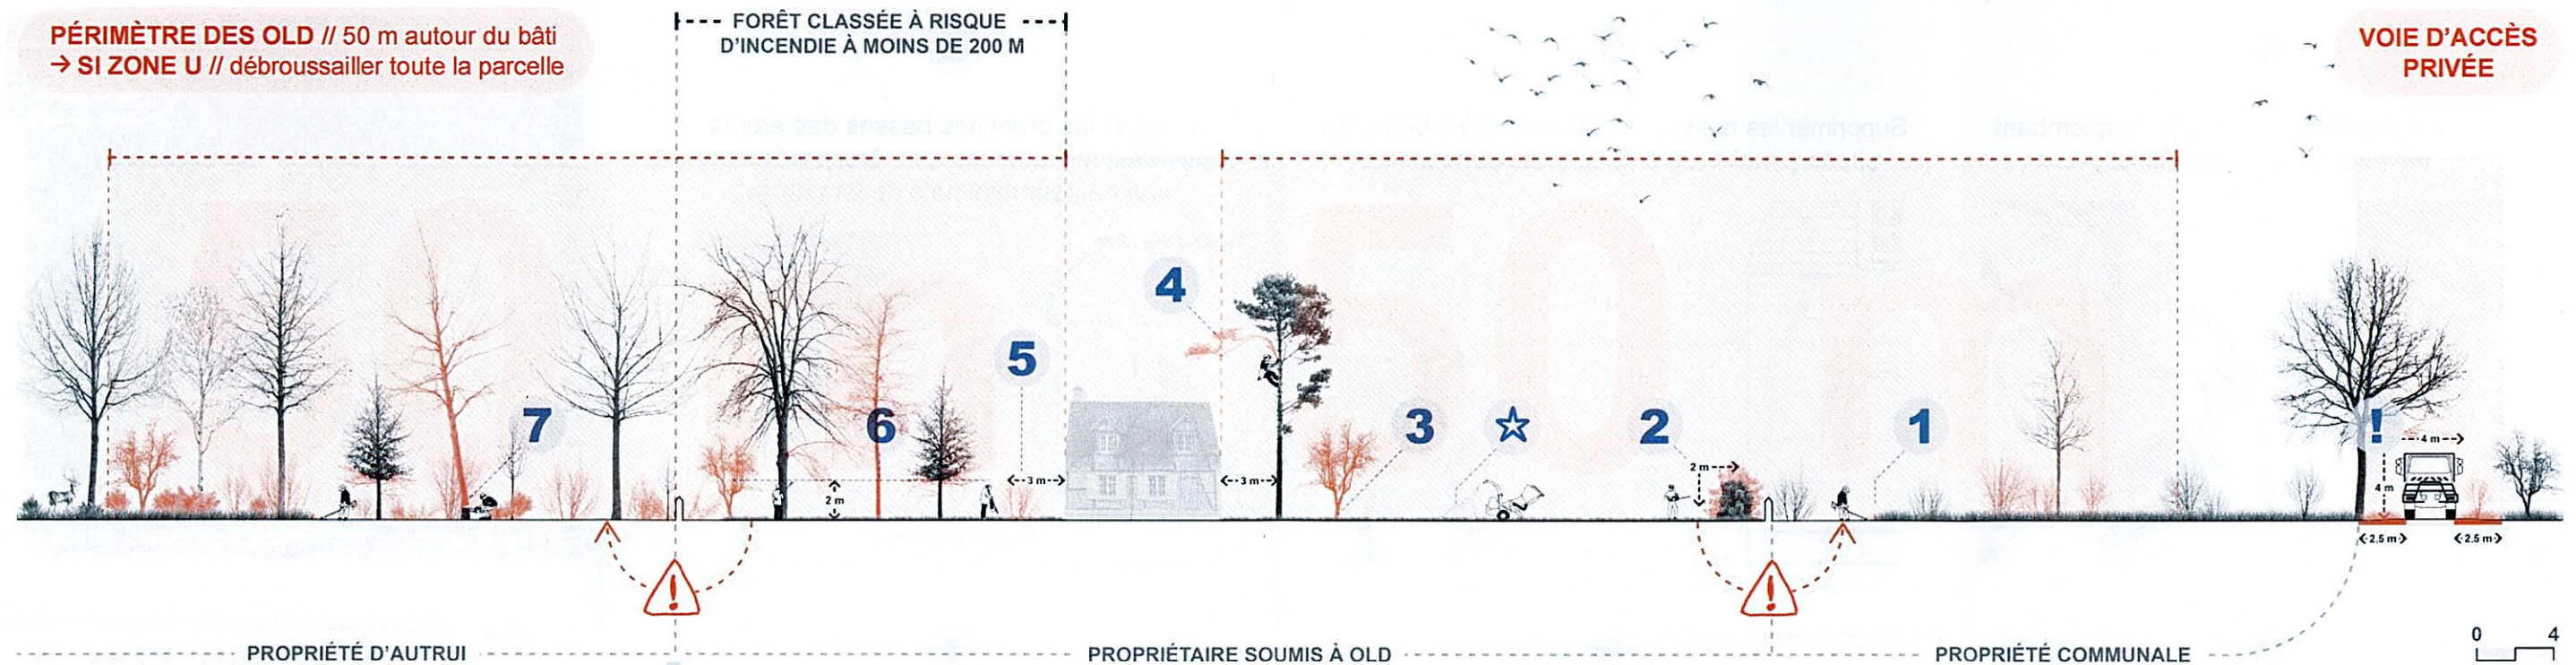 PÉRIMÈTRE DES OLD // 50 m autour du bâti
→ SI ZONE U // débroussailler toute la parcelle
FORÊT CLASSÉE À RISQUE
D'INCENDIE À MOINS DE 200 M
VOIE D'ACCÈS
PRIVÉE
50 m
50 m
4
5
7
6
3
2
1
!
4 m
2 m
3 m
3 m
2 m
4 m
2.5 m
2.5 m
!
!
PROPRIÉTÉ D'AUTRUI
PROPRIÉTAIRE SOUMIS À OLD
PROPRIÉTÉ COMMUNALE
0 4